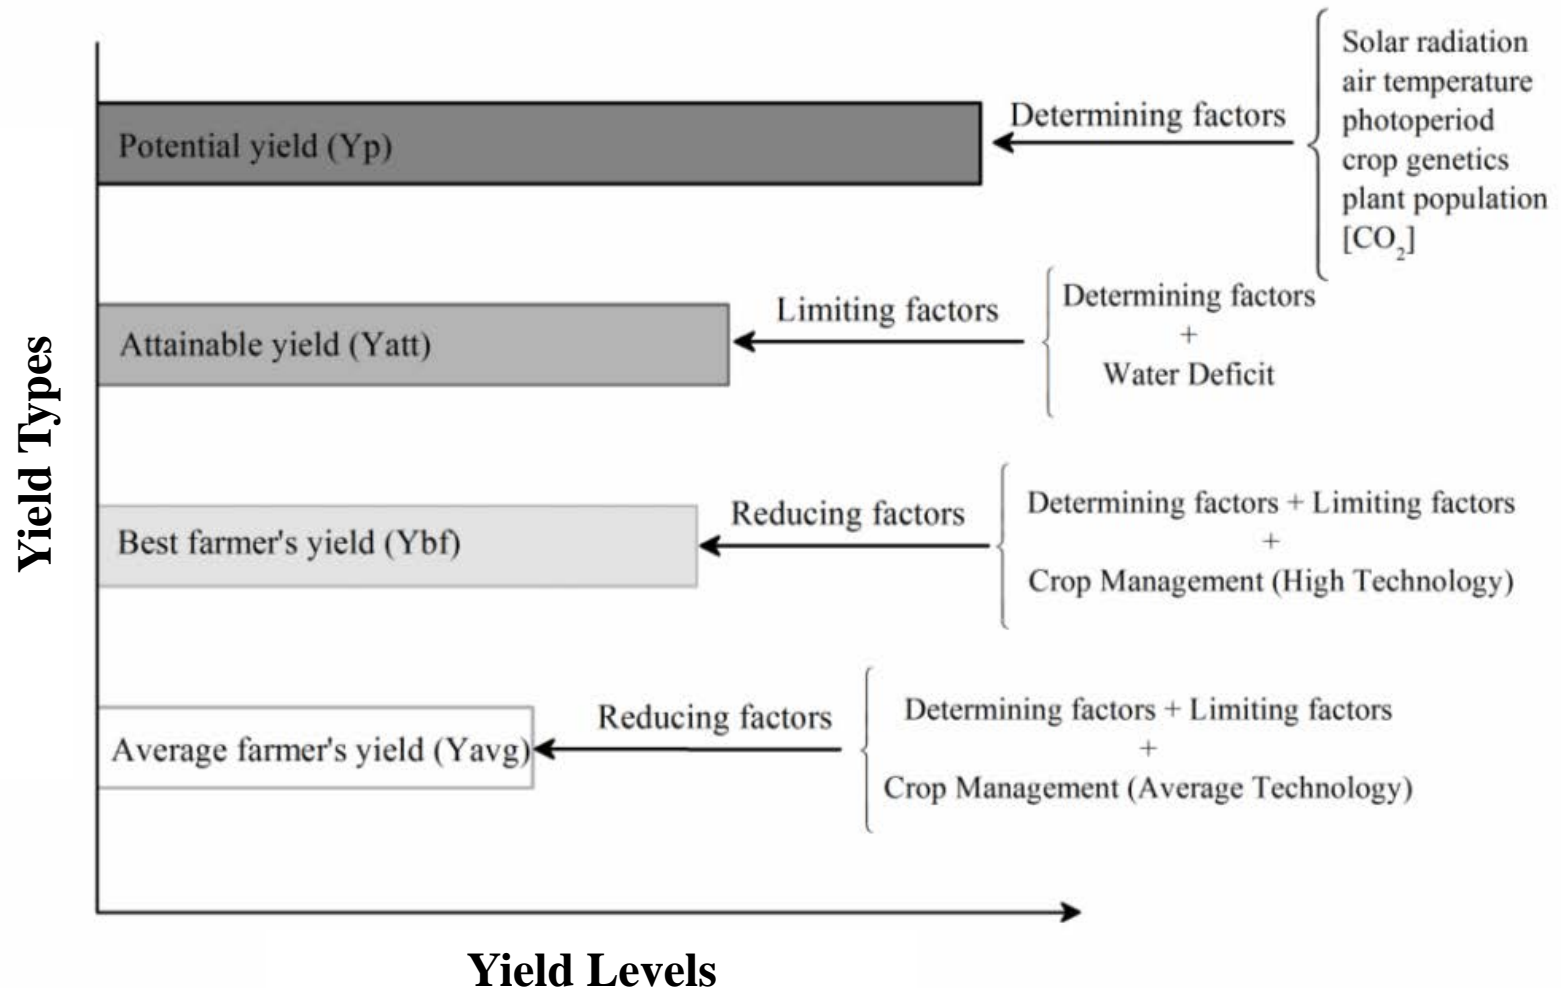 Solar radiation
air temperature
photoperiod
crop genetics
plant population
[CO₂]
Determining factors
Potential yield (Yp)
Determining factors
+
Water Deficit
Limiting factors
Attainable yield (Yatt)
Determining factors + Limiting factors
+
Crop Management (High Technology)
Reducing factors
Best farmer's yield (Ybf)
Determining factors + Limiting factors
+
Crop Management (Average Technology)
Reducing factors
Average farmer's yield (Yavg)
Yield Types
Yield Levels